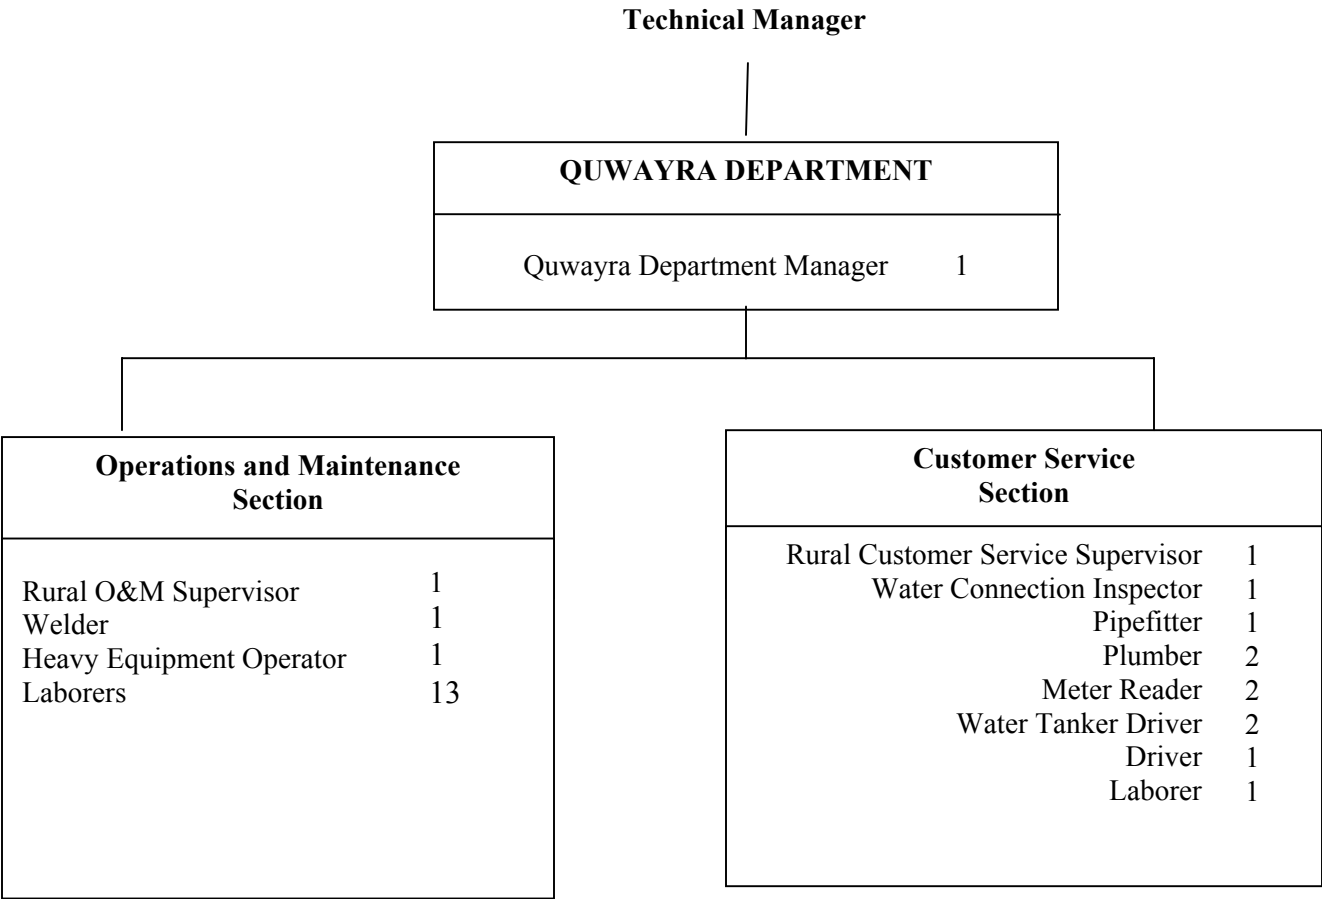 Technical Manager
QUWAYRA DEPARTMENT
Quwayra Department Manager 1
Operations and Maintenance
Section
Rural O&M Supervisor 1
Welder 1
Heavy Equipment Operator 1
Laborers 13
Customer Service
Section
Rural Customer Service Supervisor 1
Water Connection Inspector 1
Pipefitter 1
Plumber 2
Meter Reader 2
Water Tanker Driver 2
Driver 1
Laborer 1